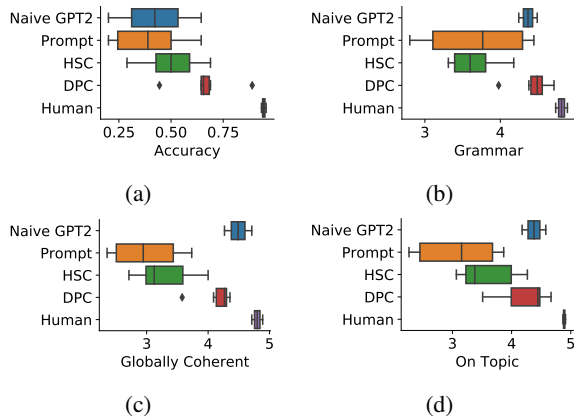 Naive GPT2
Prompt
HSC
DPC
Human
0.25 0.50 0.75
Accuracy
(a)
Naive GPT2
Prompt
HSC
DPC
Human
3 4
Grammar
(b)
Naive GPT2
Prompt
HSC
DPC
Human
3 4 5
Globally Coherent
(c)
Naive GPT2
Prompt
HSC
DPC
Human
3 4 5
On Topic
(d)